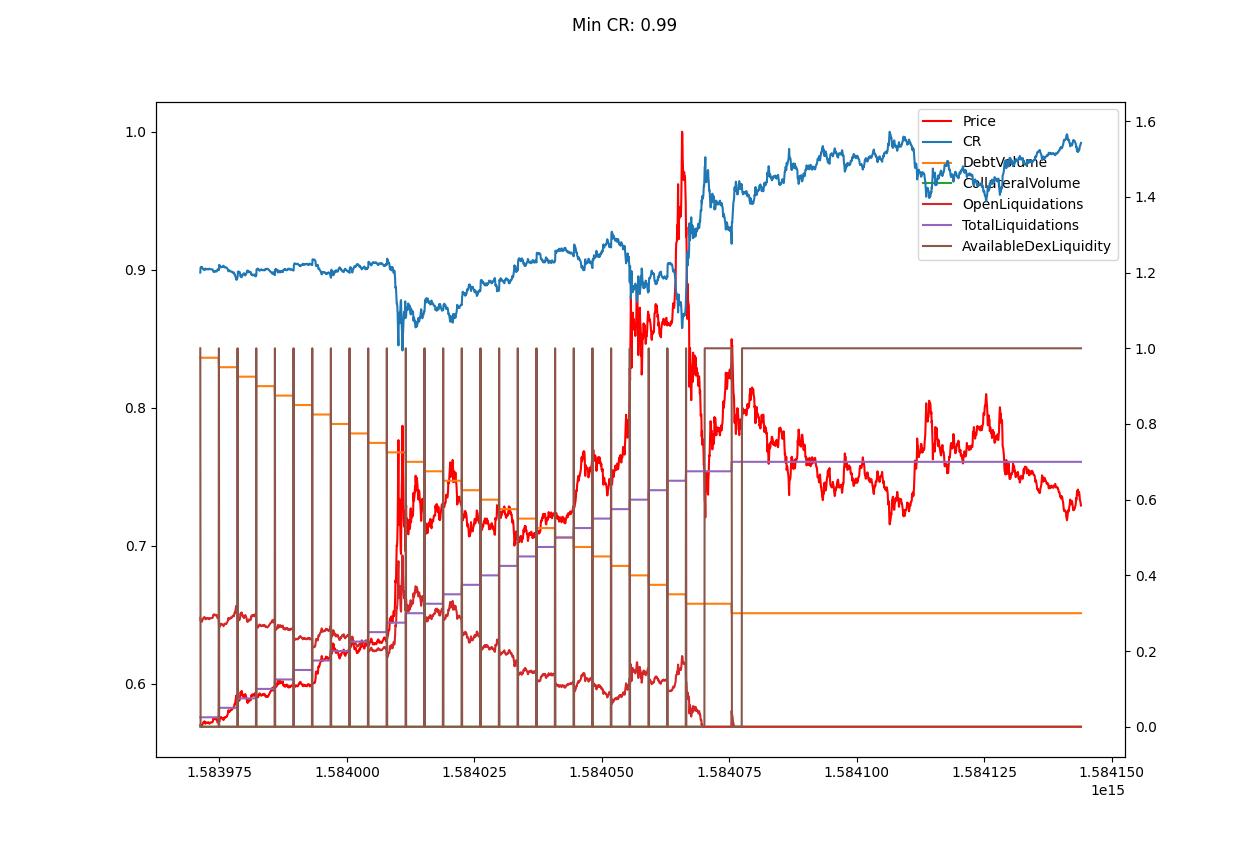 Min CR: 0.99
1.0
0.9
0.8
0.7
0.6
1.6
1.4
1.2
1.0
0.8
0.6
0.4
0.2
0.0
Price
CR
DebtVolume
CollateralVolume
OpenLiquidations
TotalLiquidations
AvailableDexLiquidity
1.583975 1.584000 1.584025 1.584050 1.584075 1.584100 1.584125 1.584150
1e15